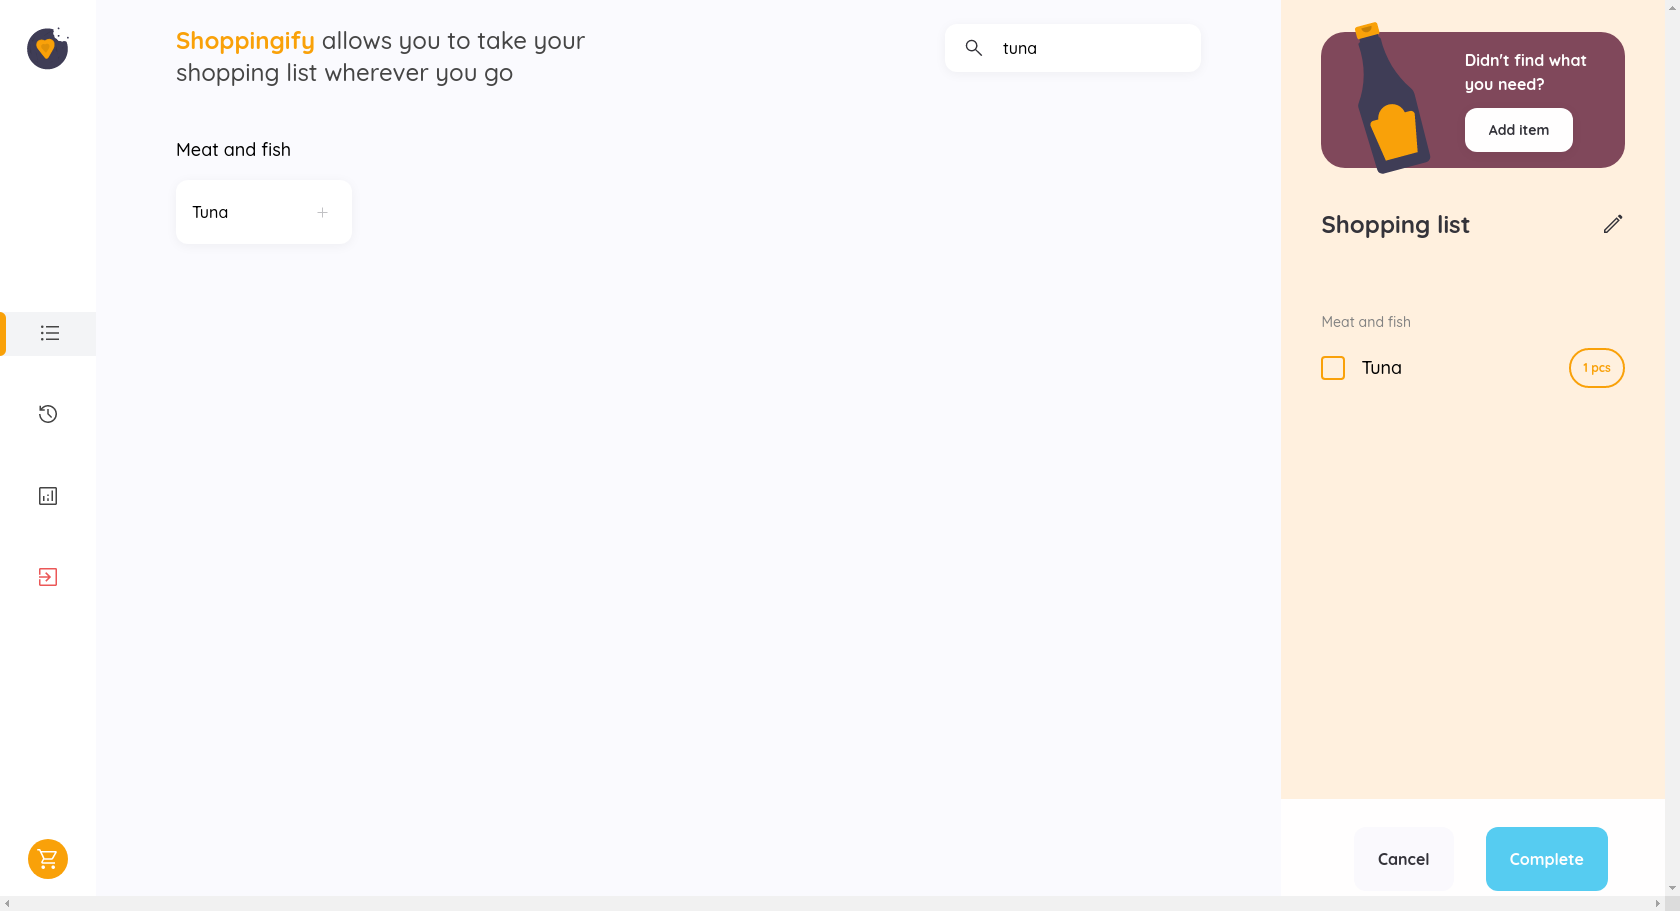 Shoppingify allows you to take your
shopping list wherever you go
tuna
Meat and fish
Tuna
Didn't find what
you need?
Add item
Shopping list
Meat and fish
Tuna
1 pcs
Cancel
Complete